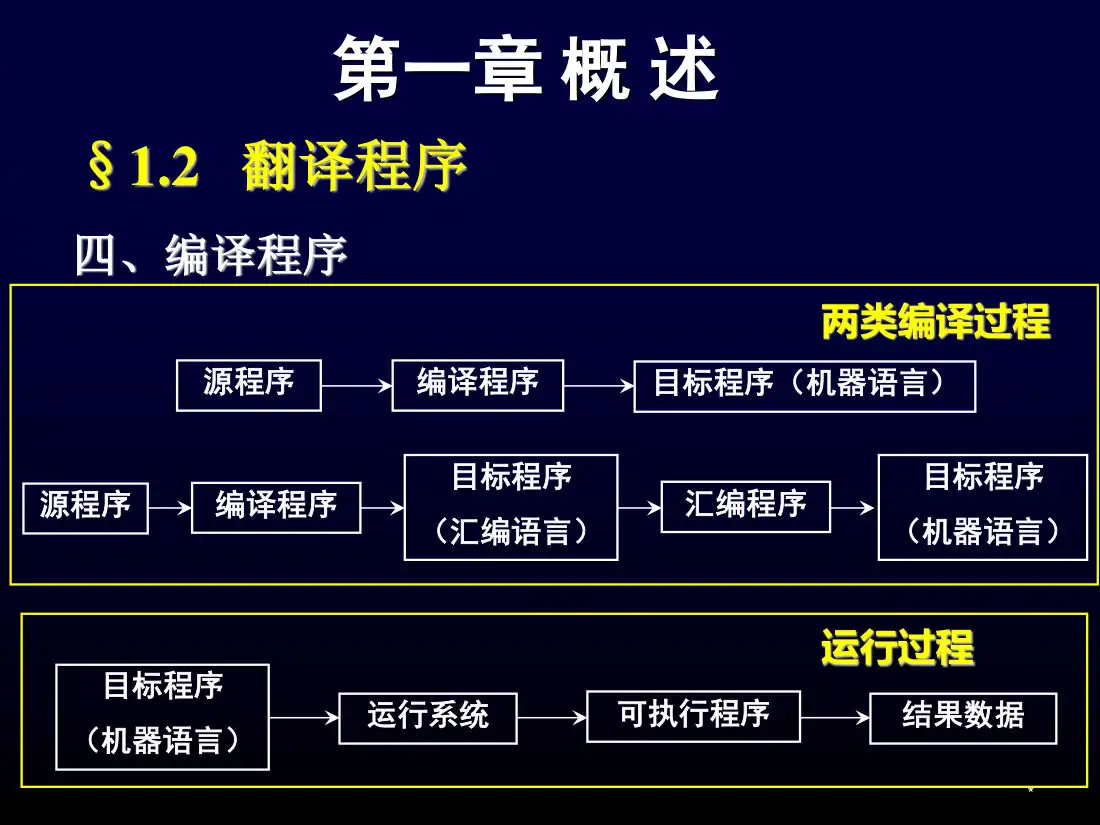 第一章 概 述
§1.2 翻译程序
四、编译程序
两类编译过程
源程序
编译程序
目标程序（机器语言）
源程序
编译程序
目标程序
（汇编语言）
汇编程序
目标程序
（机器语言）
运行过程
目标程序
（机器语言）
运行系统
可执行程序
结果数据
*